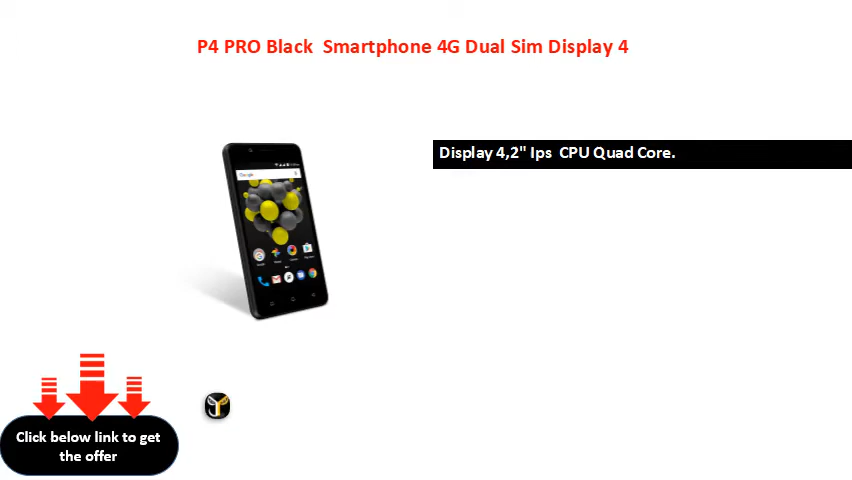 P4 PRO Black  Smartphone 4G Dual Sim Display 4
Display 4,2" Ips  CPU Quad Core.
Google
Click below link to get
the offer